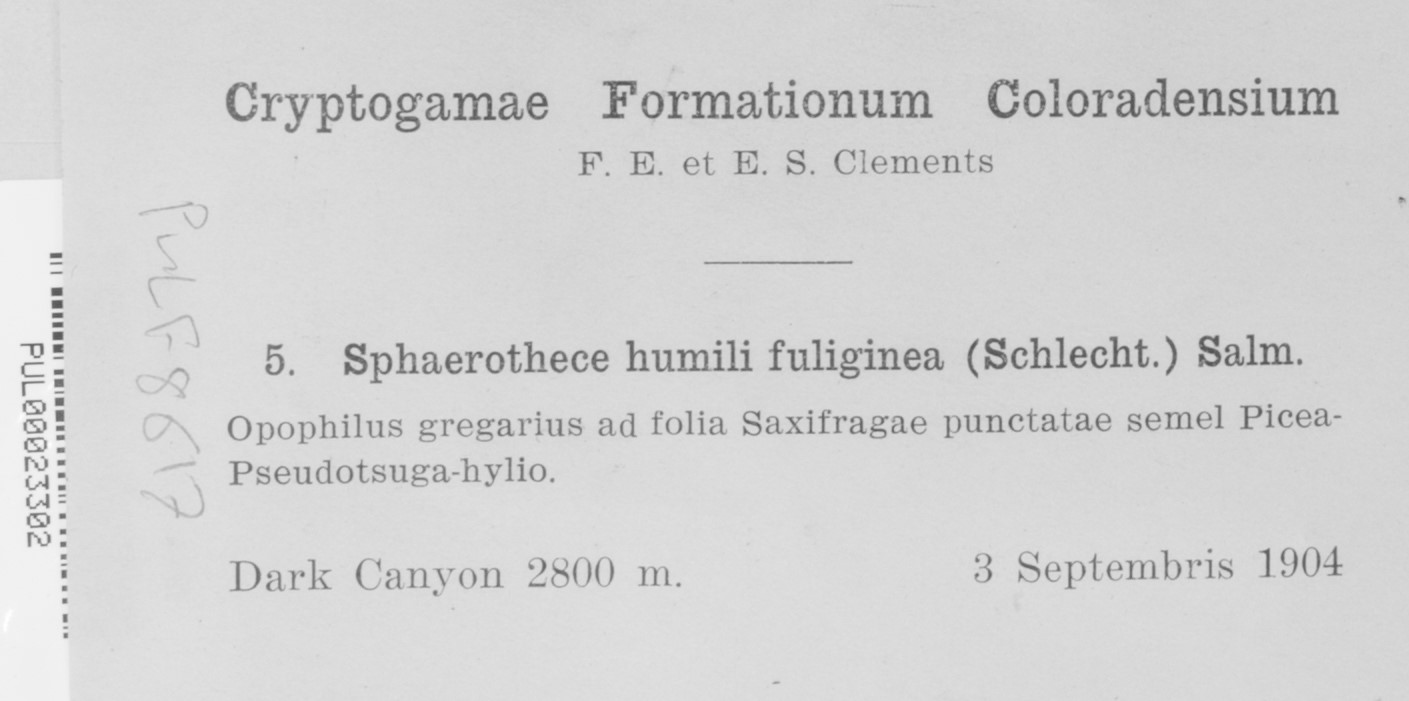 Cryptogamae Formationum Coloradensium
F. E. et E. S. Clements
5. Sphaerothece humili fuliginea (Schlecht.) Salm.
Opophilus gregarius ad folia Saxifragae punctatae semel Picea-
Pseudotsuga-hylio.
Dark Canyon 2800 m. 3 Septembris 1904
PUL F 8617
PUL00023302